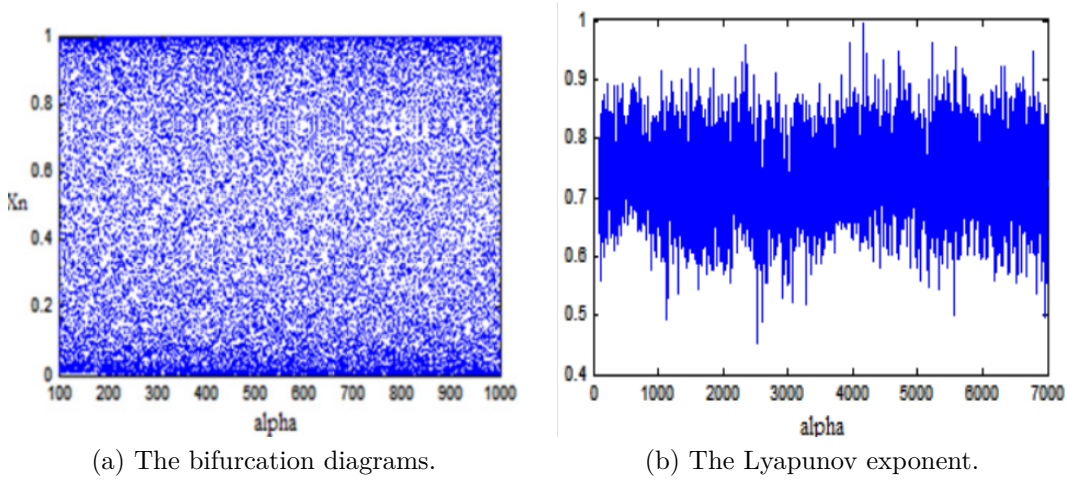 1
0.8
0.6
Xn
0.4
0.2
0
100 200 300 400 500 600 700 800 900 1000
alpha
(a) The bifurcation diagrams.
1
0.9
0.8
0.7
0.6
0.5
0.4
0 1000 2000 3000 4000 5000 6000 7000
alpha
(b) The Lyapunov exponent.